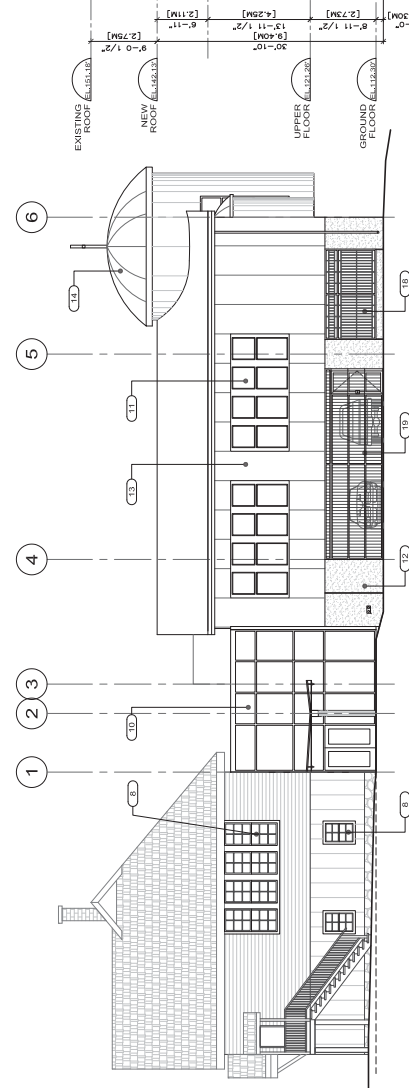 1
2
3
4
5
6
8
8
10
12
13
11
19
18
14
EXISTING
ROOF
EL.151.18'
NEW
ROOF
EL.142.13'
UPPER
FLOOR
EL.121.26'
GROUND
FLOOR
EL.112.30'
9'-0 1/2"
[2.75M]
30'-10"
[9.40M]
6'-11"
[2.11M]
13'-11 1/2"
[4.25M]
8'-11 1/2"
[2.73M]